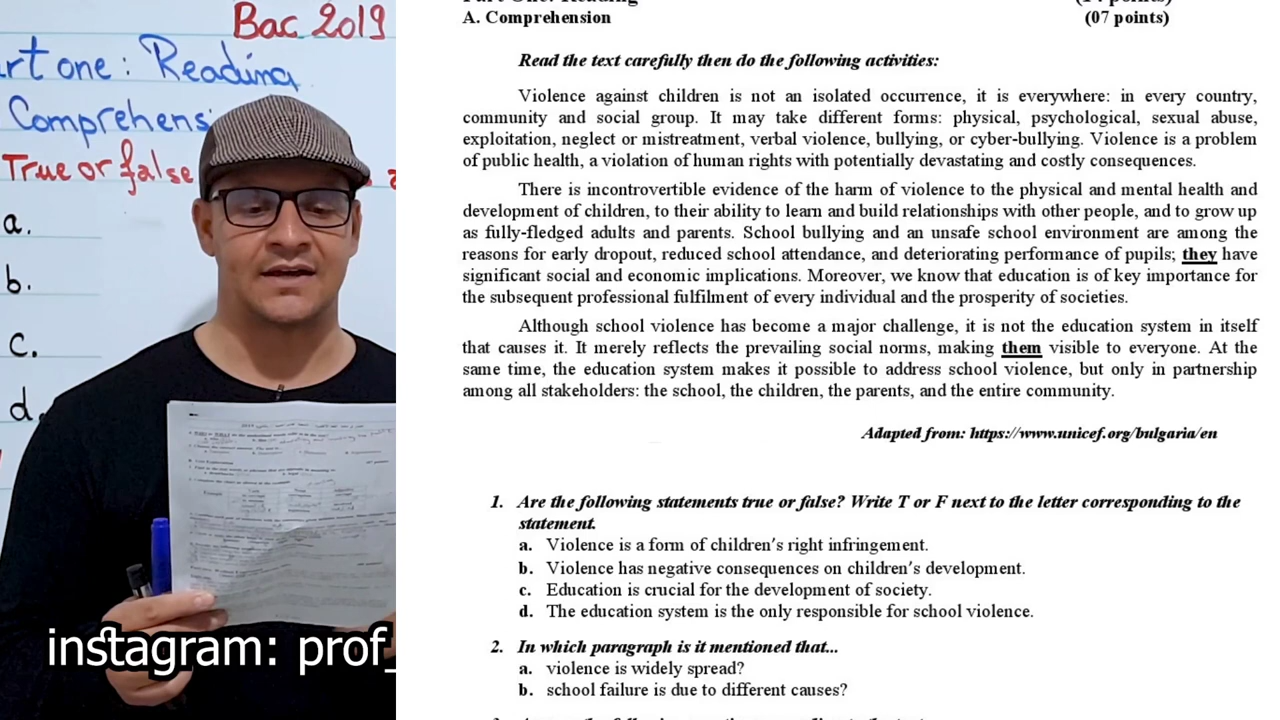 Bac 2019
rt one: Reading
Comprehens
True or false
a.
b.
c.
d.
instagram: prof_
A. Comprehension
(07 points)
Read the text carefully then do the following activities:
Violence against children is not an isolated occurrence, it is everywhere: in every country,
community and social group. It may take different forms: physical, psychological, sexual abuse,
exploitation, neglect or mistreatment, verbal violence, bullying, or cyber-bullying. Violence is a problem
of public health, a violation of human rights with potentially devastating and costly consequences.
There is incontrovertible evidence of the harm of violence to the physical and mental health and
development of children, to their ability to learn and build relationships with other people, and to grow up
as fully-fledged adults and parents. School bullying and an unsafe school environment are among the
reasons for early dropout, reduced school attendance, and deteriorating performance of pupils; they have
significant social and economic implications. Moreover, we know that education is of key importance for
the subsequent professional fulfilment of every individual and the prosperity of societies.
Although school violence has become a major challenge, it is not the education system in itself
that causes it. It merely reflects the prevailing social norms, making them visible to everyone. At the
same time, the education system makes it possible to address school violence, but only in partnership
among all stakeholders: the school, the children, the parents, and the entire community.
Adapted from: https://www.unicef.org/bulgaria/en
1. Are the following statements true or false? Write T or F next to the letter corresponding to the
statement.
a. Violence is a form of children's right infringement.
b. Violence has negative consequences on children's development.
c. Education is crucial for the development of society.
d. The education system is the only responsible for school violence.
2. In which paragraph is it mentioned that...
a. violence is widely spread?
b. school failure is due to different causes?